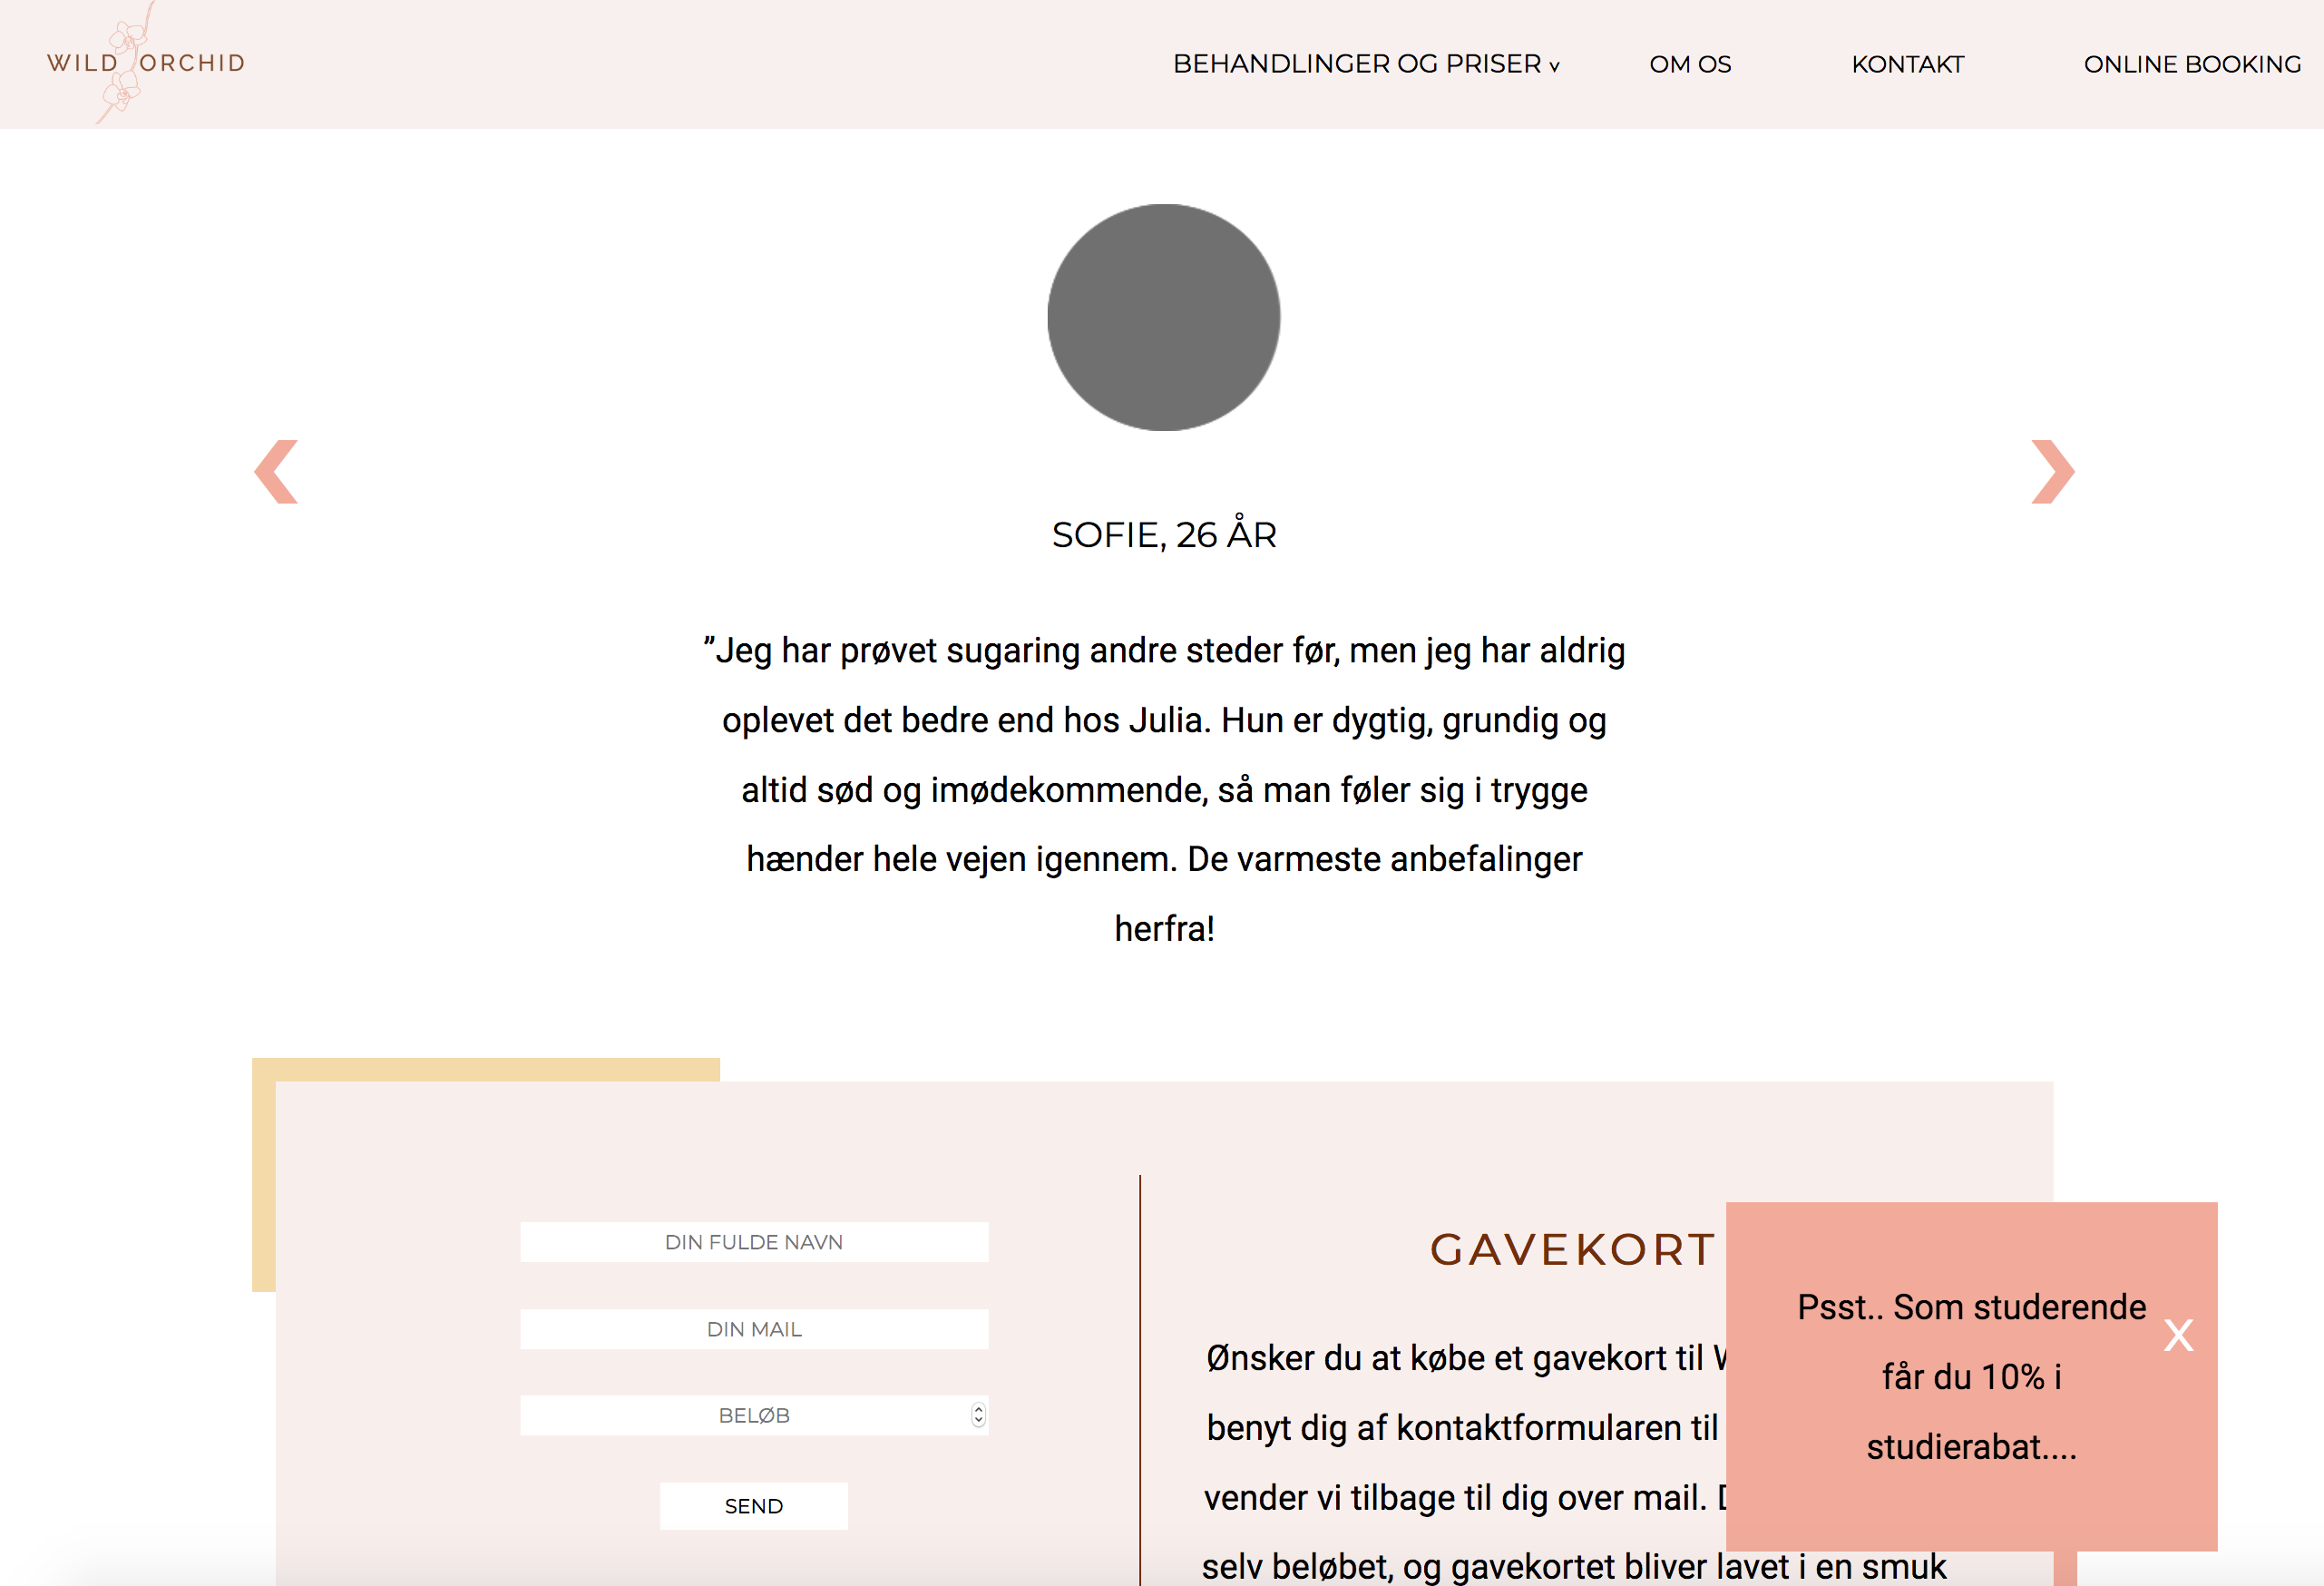 WILD ORCHID
BEHANDLINGER OG PRISER v
OM OS
KONTAKT
ONLINE BOOKING
SOFIE, 26 ÅR
”Jeg har prøvet sugaring andre steder før, men jeg har aldrig
oplevet det bedre end hos Julia. Hun er dygtig, grundig og
altid sød og imødekommende, så man føler sig i trygge
hænder hele vejen igennem. De varmeste anbefalinger
herfra!
DIN FULDE NAVN
DIN MAIL
BELØB
SEND
GAVEKORT
Ønsker du at købe et gavekort til
benyt dig af kontaktformularen til
vender vi tilbage til dig over mail.
selv beløbet, og gavekortet bliver lavet i en smuk
Psst.. Som studerende
får du 10% i
studierabat....
X